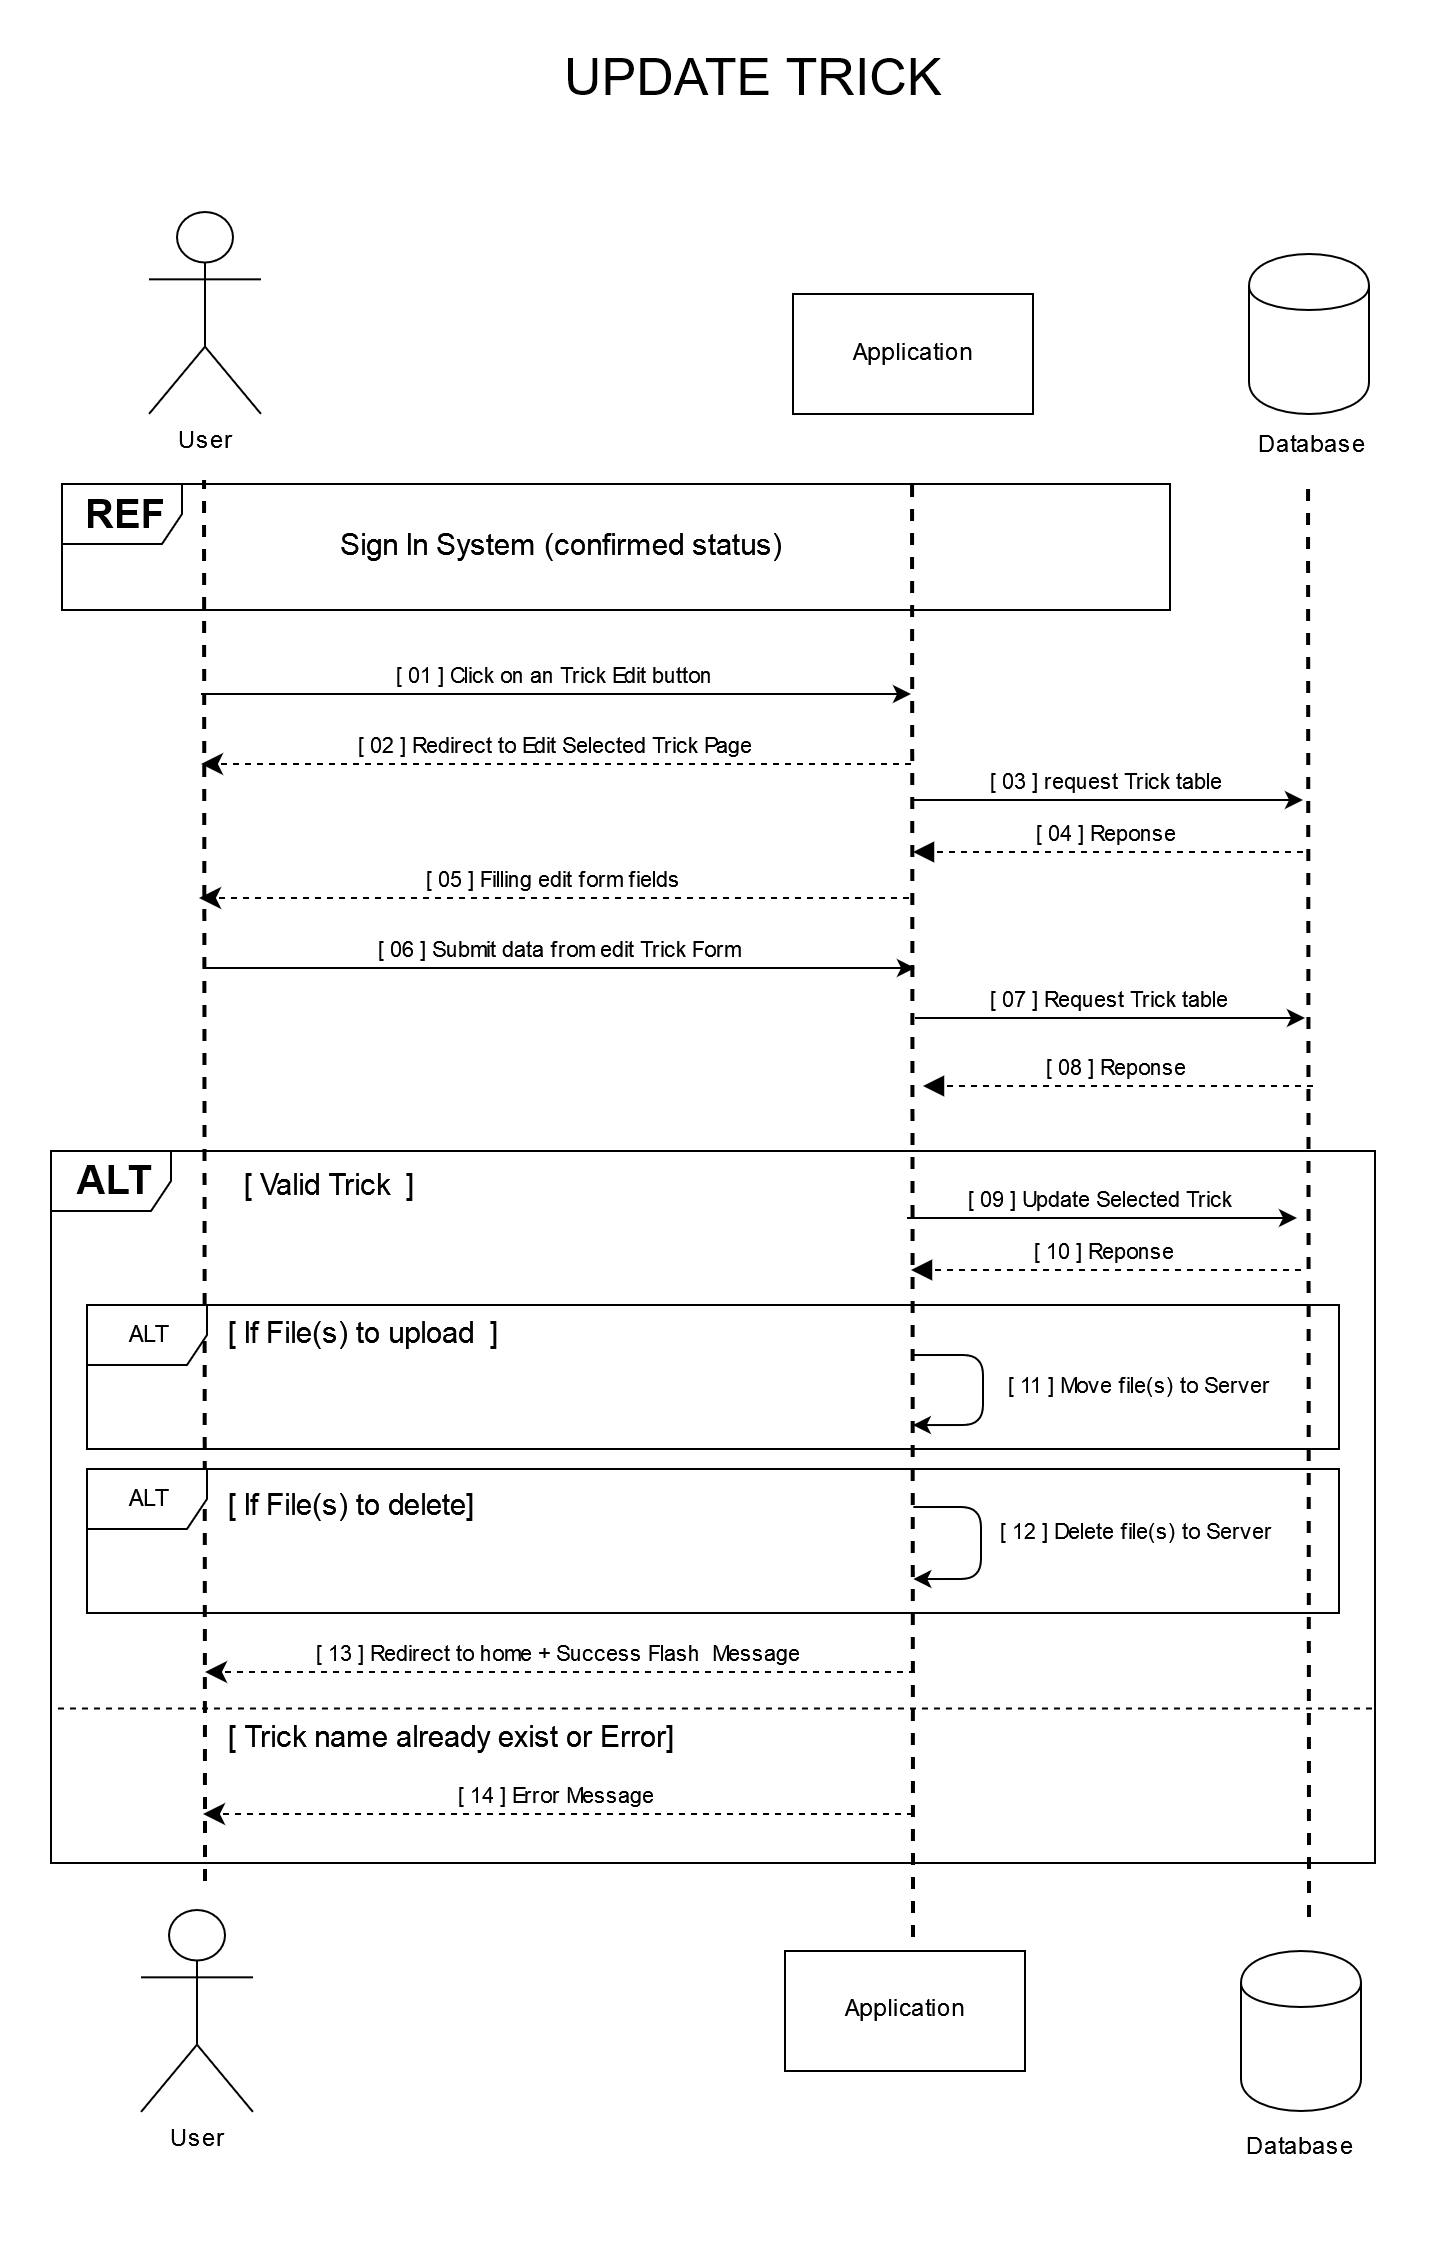 UPDATE TRICK
User
Application
Database
REF
Sign In System (confirmed status)
[ 01 ] Click on an Trick Edit button
[ 02 ] Redirect to Edit Selected Trick Page
[ 03 ] request Trick table
[ 04 ] Reponse
[ 05 ] Filling edit form fields
[ 06 ] Submit data from edit Trick Form
[ 07 ] Request Trick table
[ 08 ] Reponse
ALT
[ Valid Trick ]
[ 09 ] Update Selected Trick
[ 10 ] Reponse
ALT
[ If File(s) to upload ]
[ 11 ] Move file(s) to Server
ALT
[ If File(s) to delete]
[ 12 ] Delete file(s) to Server
[ 13 ] Redirect to home + Success Flash Message
[ Trick name already exist or Error]
[ 14 ] Error Message
User
Application
Database